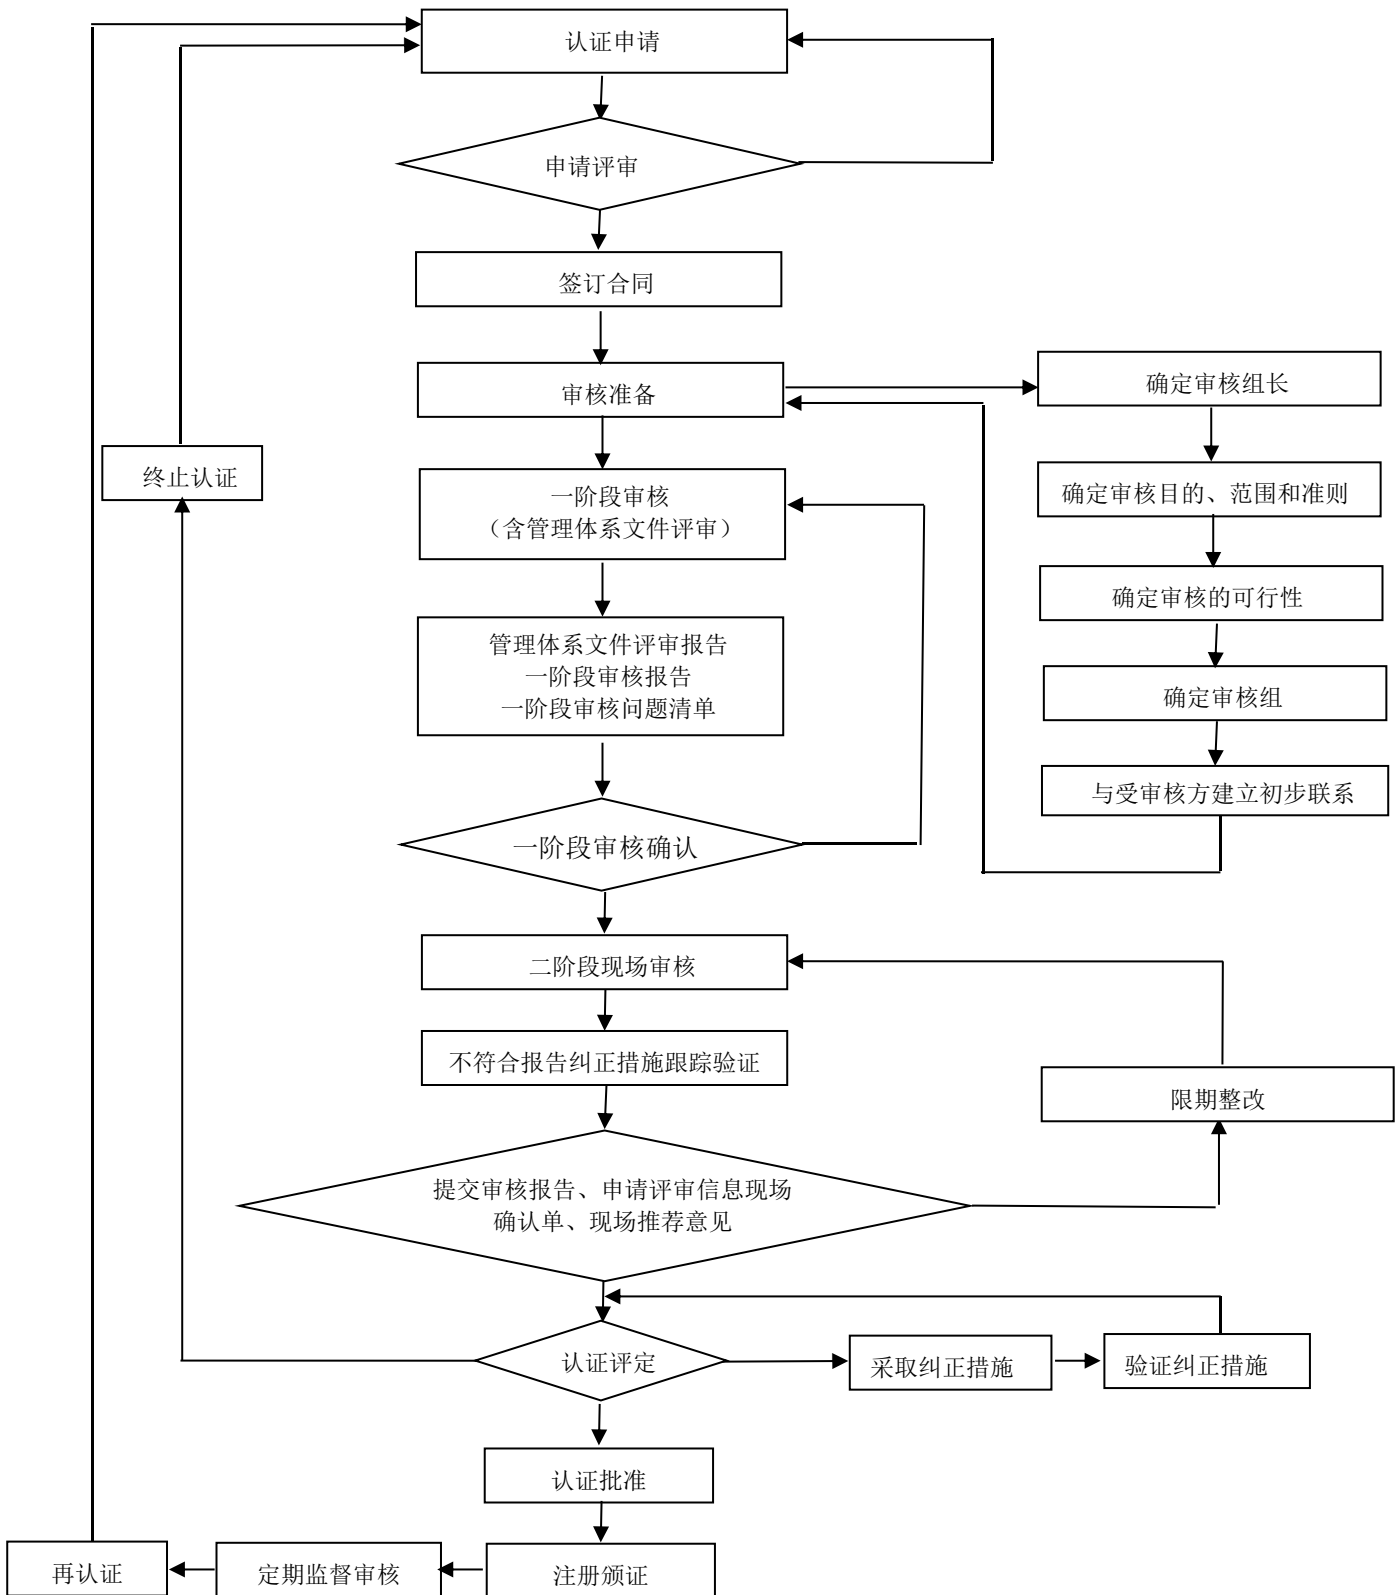 认证申请
申请评审
签订合同
审核准备
确定审核组长
终止认证
一阶段审核
（含管理体系文件评审）
确定审核目的、范围和准则
确定审核的可行性
管理体系文件评审报告
一阶段审核报告
一阶段审核问题清单
确定审核组
与受审核方建立初步联系
一阶段审核确认
二阶段现场审核
不符合报告纠正措施跟踪验证
限期整改
提交审核报告、申请评审信息现场
确认单、现场推荐意见
认证评定
采取纠正措施
验证纠正措施
认证批准
再认证
定期监督审核
注册颁证